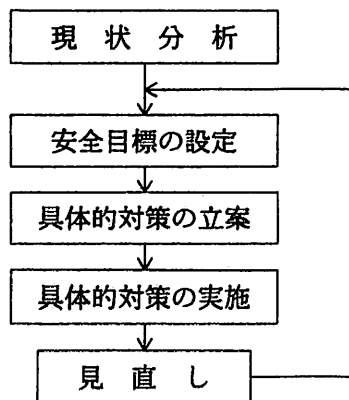 現状分析
安全目標の設定
具体的対策の立案
具体的対策の実施
見直し